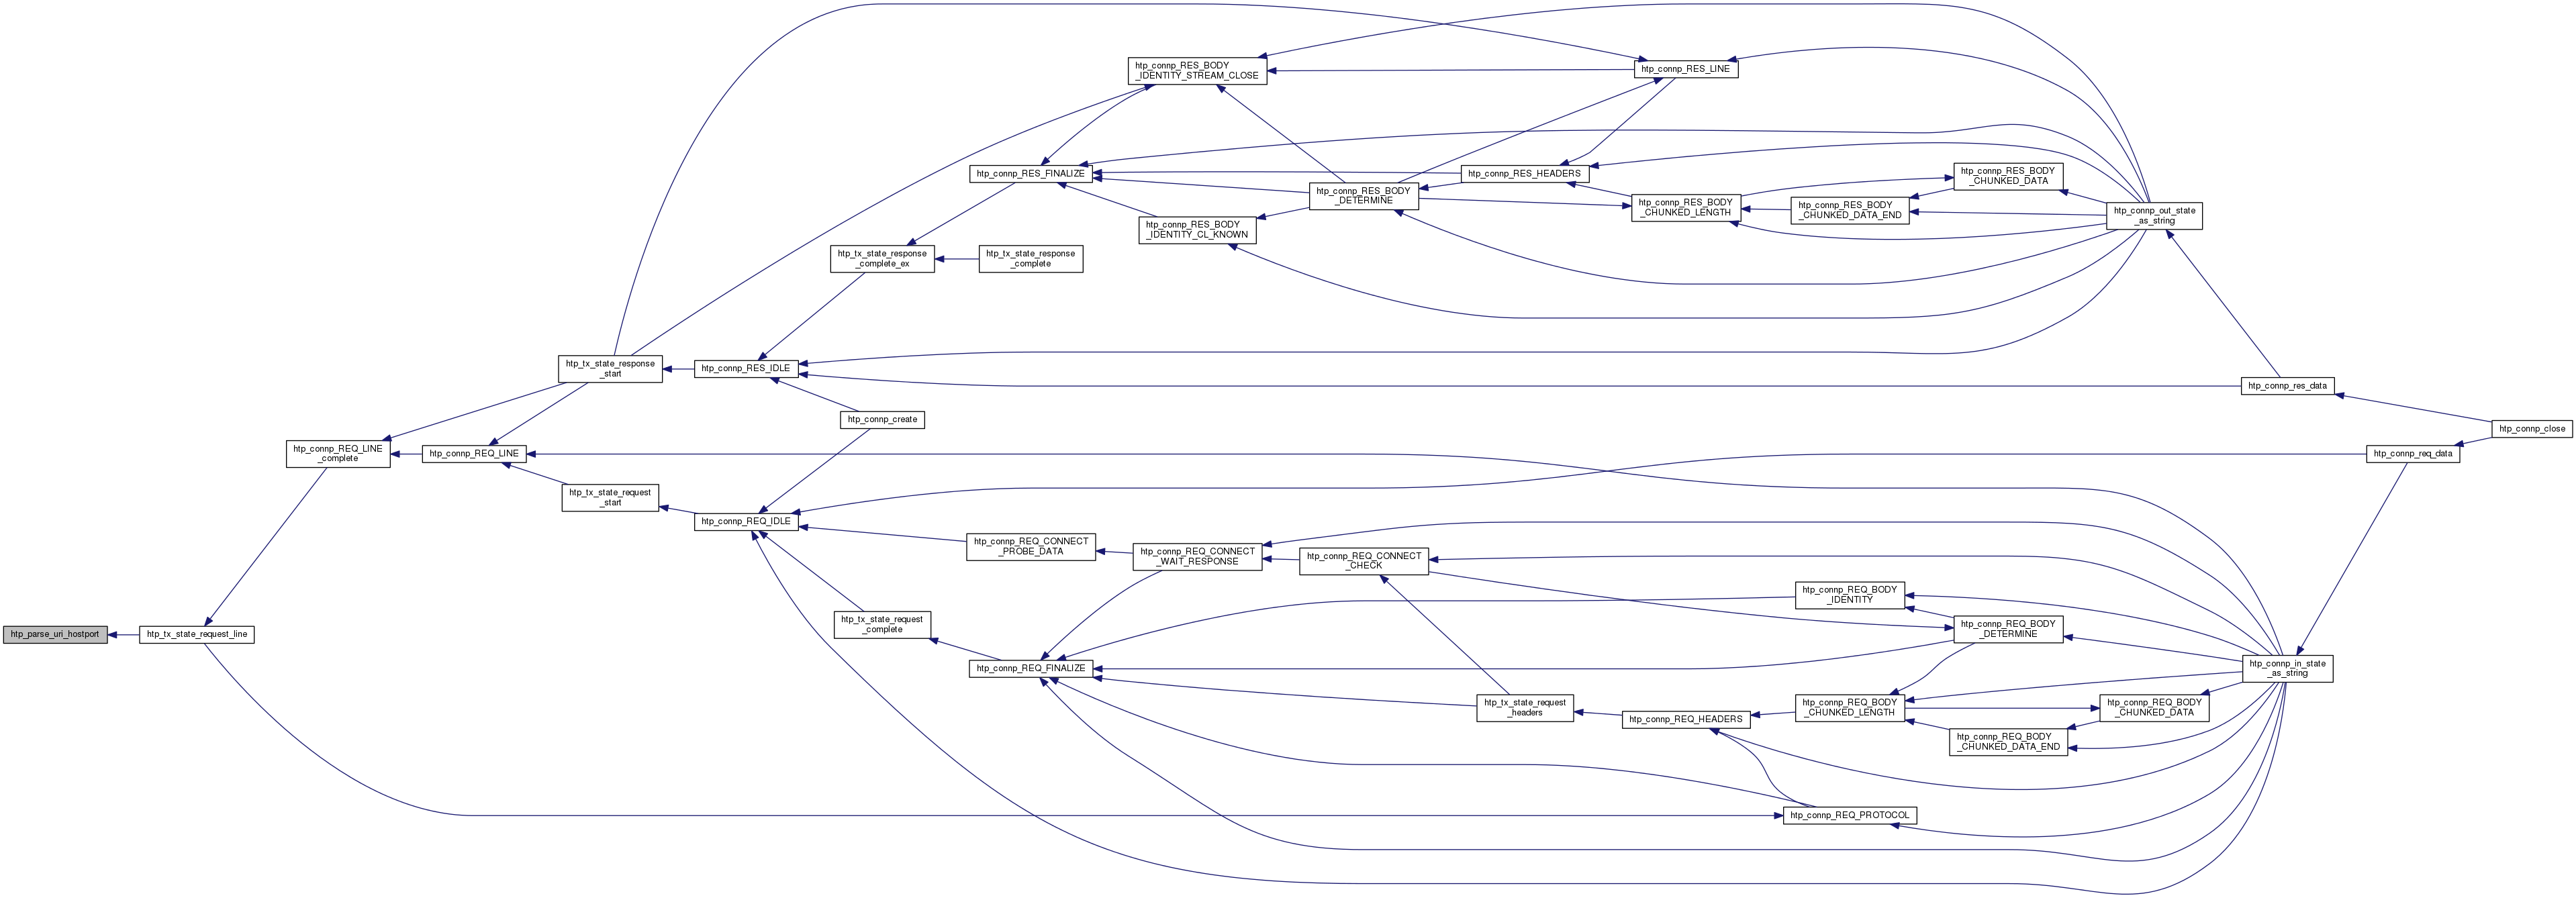 htp_connp_RES_BODY
_IDENTITY_STREAM_CLOSE
htp_connp_RES_LINE
htp_connp_RES_FINALIZE
htp_connp_RES_HEADERS
htp_connp_RES_BODY
_CHUNKED_DATA
htp_connp_RES_BODY
_DETERMINE
htp_connp_RES_BODY
_CHUNKED_LENGTH
htp_connp_RES_BODY
_CHUNKED_DATA_END
htp_connp_out_state
_as_string
htp_connp_RES_BODY
_IDENTITY_CL_KNOWN
htp_tx_state_response
_complete_ex
htp_tx_state_response
_complete
htp_tx_state_response
_start
htp_connp_RES_IDLE
htp_connp_res_data
htp_connp_create
htp_connp_close
htp_connp_REQ_LINE
_complete
htp_connp_REQ_LINE
htp_connp_req_data
htp_tx_state_request
_start
htp_connp_REQ_IDLE
htp_connp_REQ_CONNECT
_PROBE_DATA
htp_connp_REQ_CONNECT
_WAIT_RESPONSE
htp_connp_REQ_CONNECT
_CHECK
htp_connp_REQ_BODY
_IDENTITY
htp_tx_state_request
_complete
htp_connp_REQ_BODY
_DETERMINE
htp_parse_uri_hostport
htp_tx_state_request_line
htp_connp_REQ_FINALIZE
htp_connp_in_state
_as_string
htp_tx_state_request
_headers
htp_connp_REQ_HEADERS
htp_connp_REQ_BODY
_CHUNKED_LENGTH
htp_connp_REQ_BODY
_CHUNKED_DATA
htp_connp_REQ_BODY
_CHUNKED_DATA_END
htp_connp_REQ_PROTOCOL